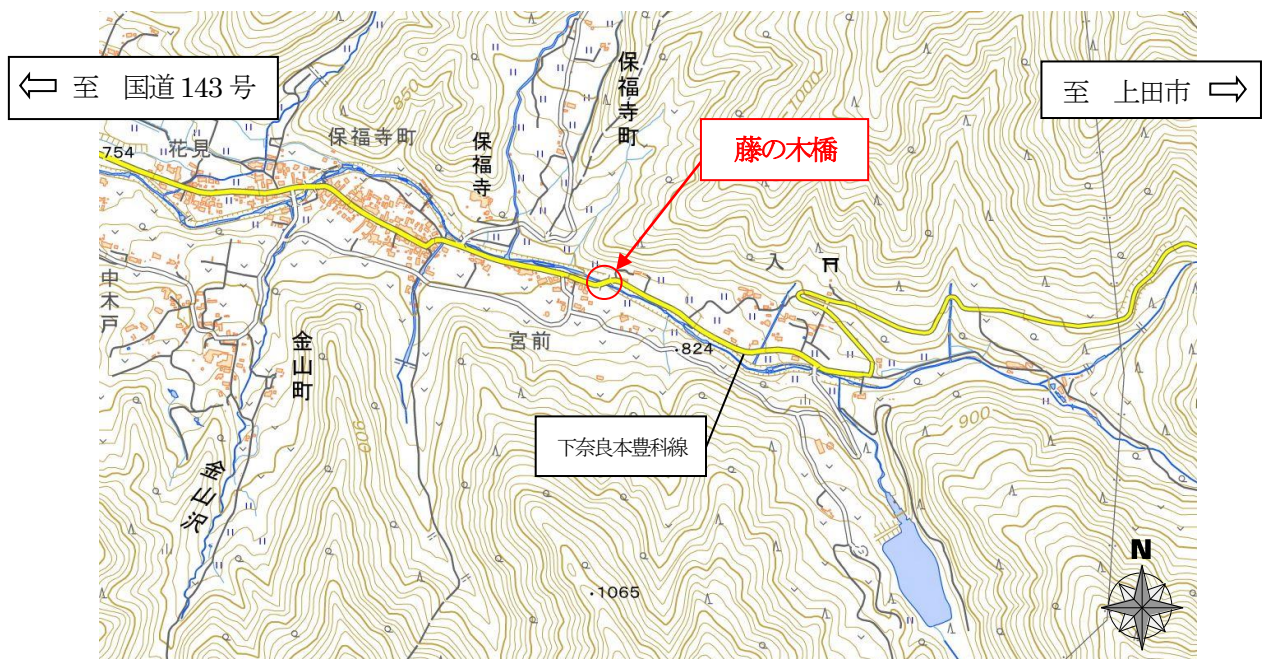 至 国道143号
至 上田市
藤の木橋
保福寺町
850
1000
保福寺町
保福寺
花見
754
入
中木戸
宮前
824
金山町
900
下奈良本豊科線
900
金山沢
1065
N